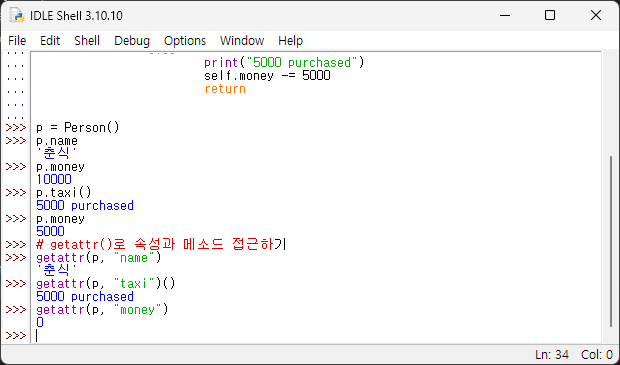 IDLE Shell 3.10.10
File Edit Shell Debug Options Window Help
...
... print("5000 purchased")
... self.money -= 5000
... return
...
...
>>> p = Person()
>>> p.name
'춘식'
>>> p.money
10000
>>> p.taxi()
5000 purchased
>>> p.money
5000
>>> # getattr()로 속성과 메소드 접근하기
>>> getattr(p, "name")
'춘식'
>>> getattr(p, "taxi")()
5000 purchased
>>> getattr(p, "money")
0
>>>
Ln: 34 Col: 0